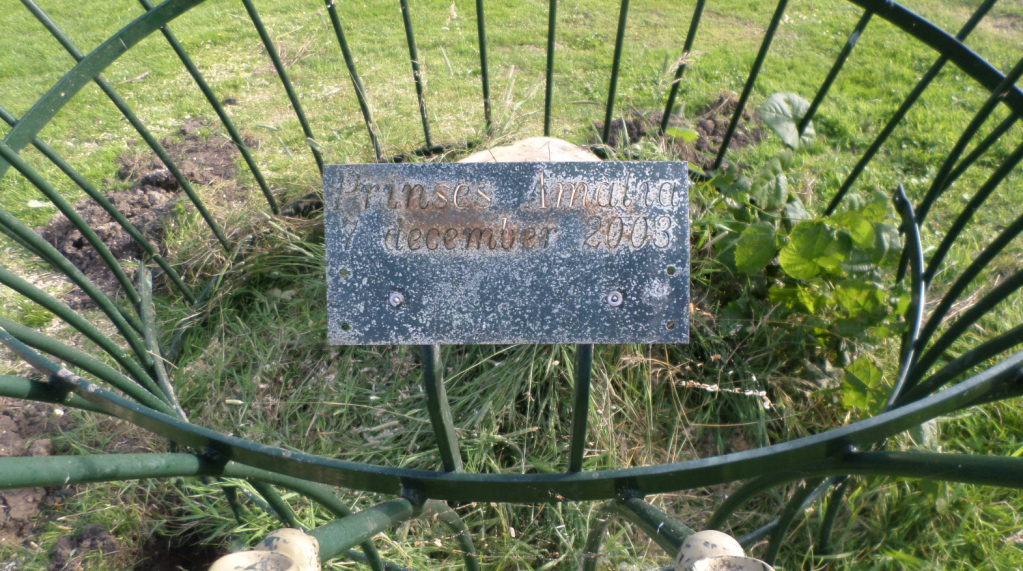 Prinses Amalia
7 december 2003